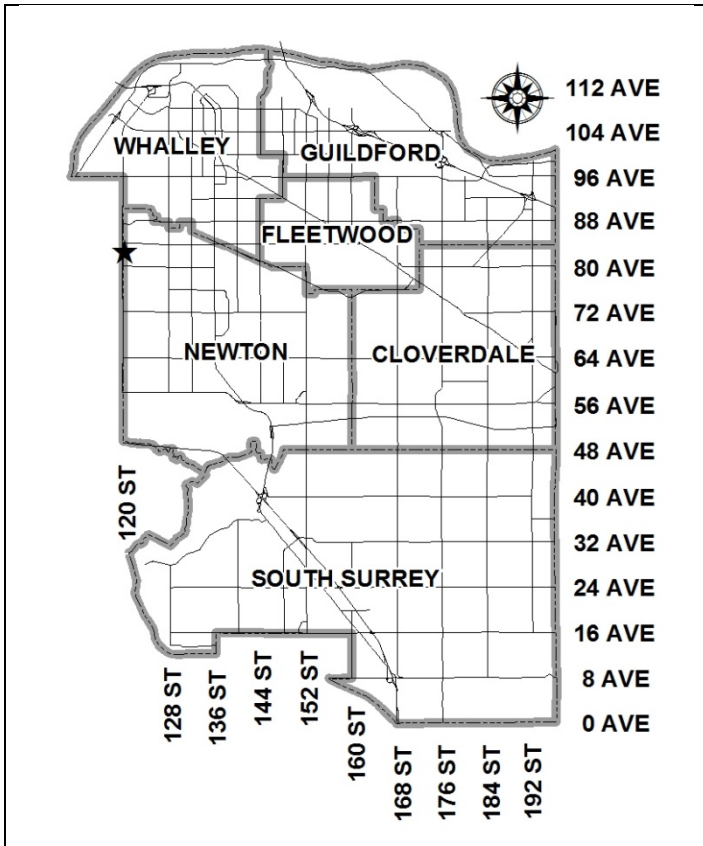 112 AVE
104 AVE
WHALLEY
GUILDFORD
96 AVE
88 AVE
FLEETWOOD
80 AVE
72 AVE
NEWTON
CLOVERDALE
64 AVE
56 AVE
48 AVE
120 ST
40 AVE
32 AVE
SOUTH SURREY
24 AVE
16 AVE
128 ST
136 ST
144 ST
152 ST
160 ST
8 AVE
0 AVE
168 ST
176 ST
184 ST
192 ST